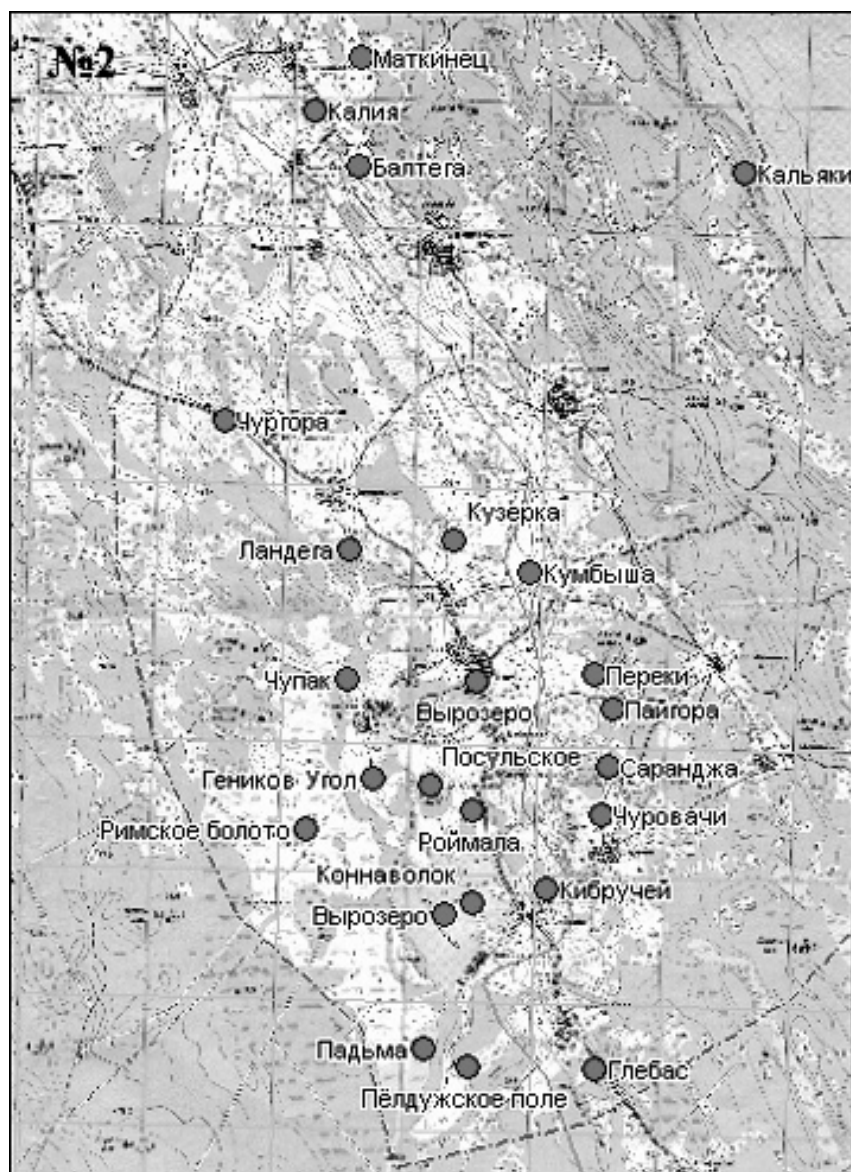 №2
Маткинец
Калия
Балтега
Кальяки
Чургора
Кузерка
Ландега
Кумбыша
Чупак
Переки
Вырозеро
Пайгора
Посульское
Геников Угол
Саранджа
Римское болото
Чуровачи
Роймала
Коннаволок
Кибручей
Вырозеро
Падьма
Глебас
Пёлдужское поле